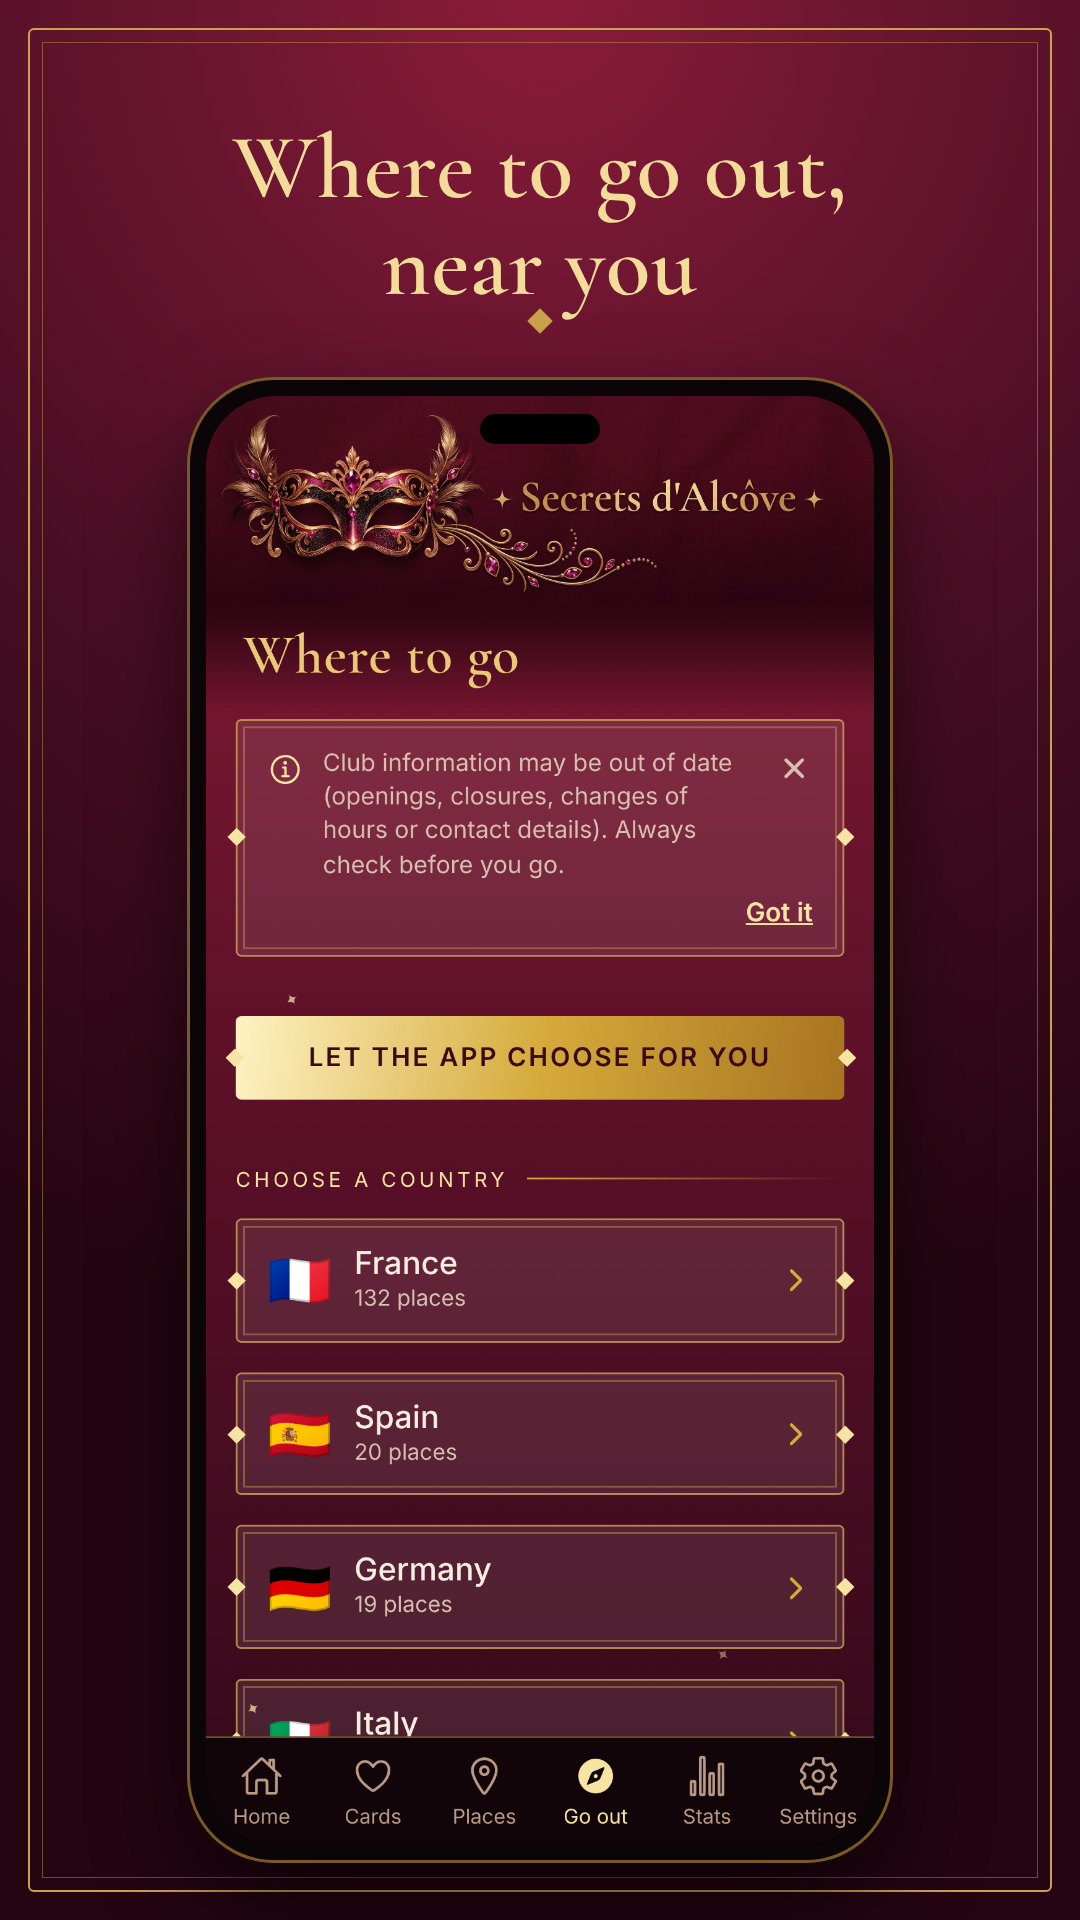 Where to go out,
near you
Secrets d'Alcôve
Where to go
Club information may be out of date
(openings, closures, changes of
hours or contact details). Always
check before you go.
Got it
LET THE APP CHOOSE FOR YOU
CHOOSE A COUNTRY
France
132 places
Spain
20 places
Germany
19 places
Italy
Home
Cards
Places
Go out
Stats
Settings